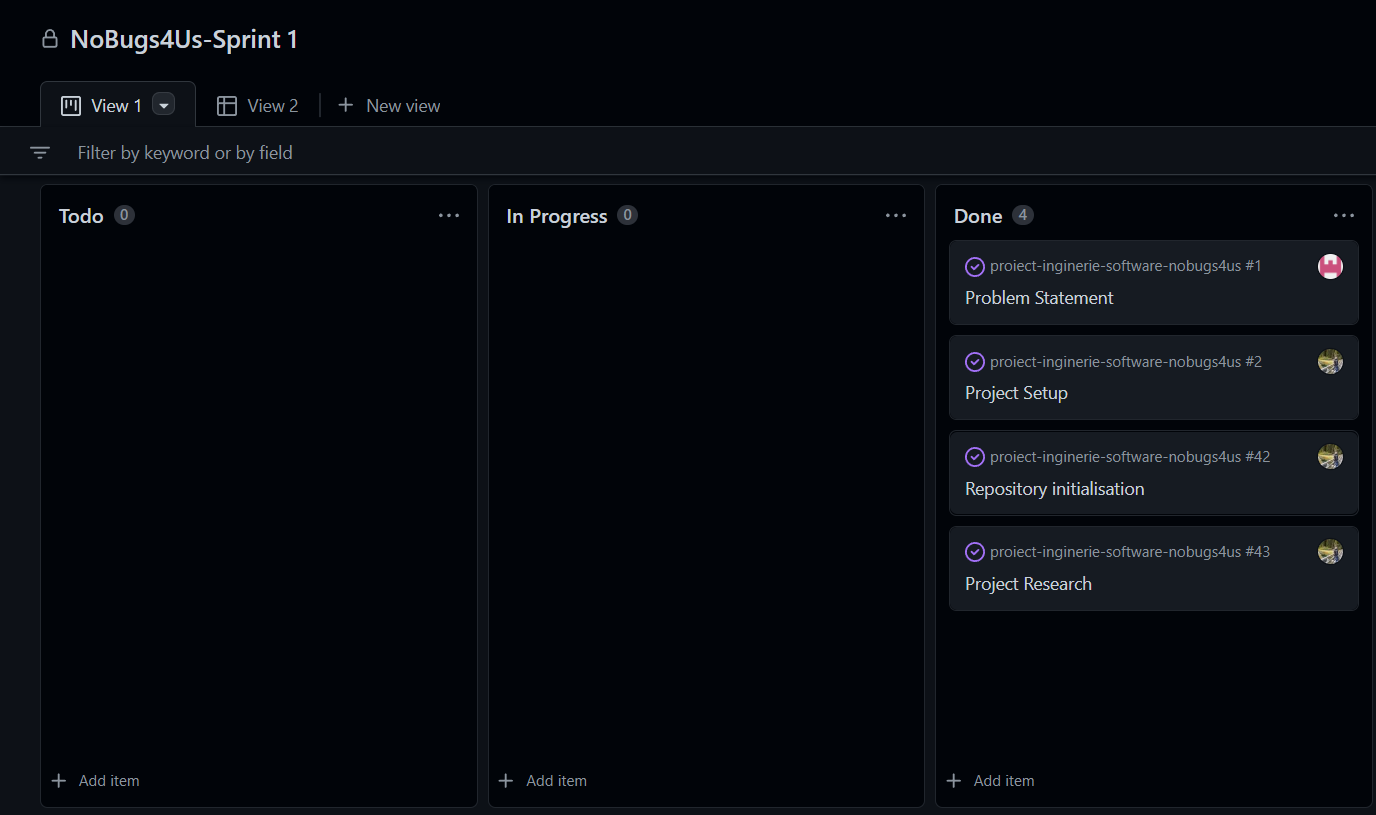 NoBugs4Us-Sprint 1
View 1
View 2
New view
Filter by keyword or by field
Todo 0
In Progress 0
Done 4
proiect-inginerie-software-nobugs4us #1
Problem Statement
proiect-inginerie-software-nobugs4us #2
Project Setup
proiect-inginerie-software-nobugs4us #42
Repository initialisation
proiect-inginerie-software-nobugs4us #43
Project Research
Add item
Add item
Add item